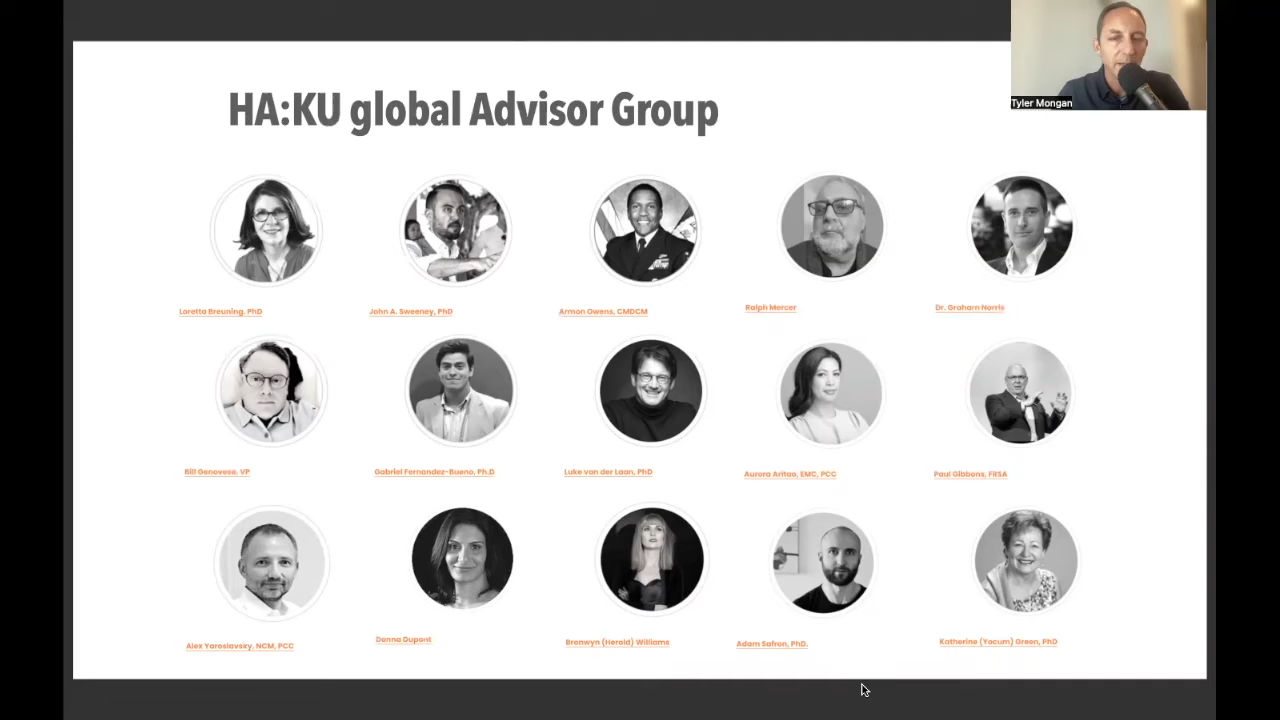 HA:KU global Advisor Group
Tyler Mongan
Loretta Breuning, PhD
John A. Sweeney, PhD
Armon Owens, CMDCM
Ralph Mercer
Dr. Graham Norris
Bill Genovese, VP
Gabriel Fernandez-Bueno, Ph.D
Luke van der Laan, PhD
Aurora Aritao, EMC, PCC
Paul Gibbons, FRSA
Alex Yaroslavsky, NCM, PCC
Donna Dupont
Bronwyn (Herold) Williams
Adam Safron, PhD.
Katherine (Yocum) Green, PhD